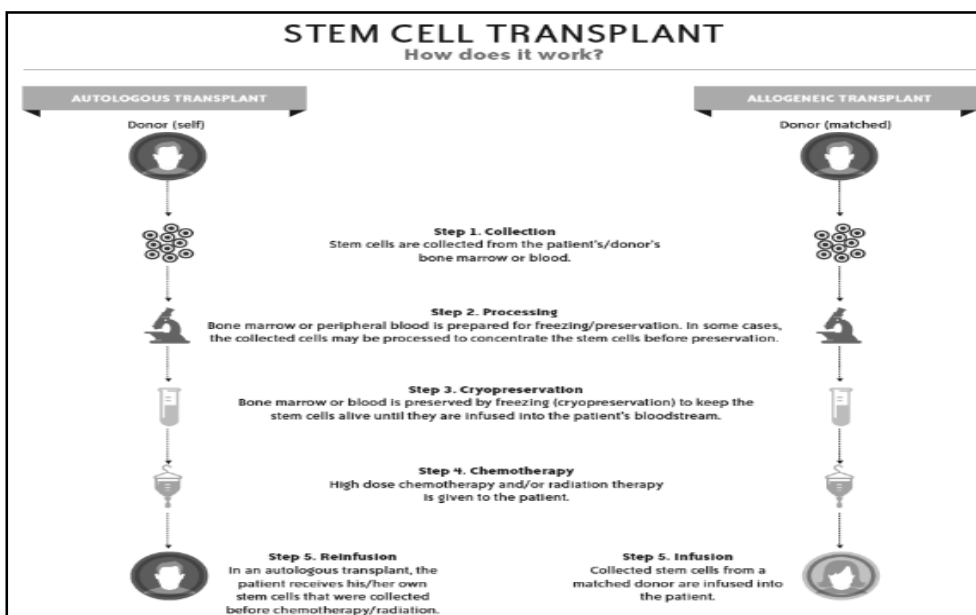 STEM CELL TRANSPLANT
How does it work?
AUTOLOGOUS TRANSPLANT
ALLOGENEIC TRANSPLANT
Donor (self)
Donor (matched)
Step 1. Collection
Stem cells are collected from the patient's/donor's
bone marrow or blood.
Step 2. Processing
Bone marrow or peripheral blood is prepared for freezing/preservation. In some cases,
the collected cells may be processed to concentrate the stem cells before preservation.
Step 3. Cryopreservation
Bone marrow or blood is preserved by freezing (cryopreservation) to keep the
stem cells alive until they are infused into the patient's bloodstream.
Step 4. Chemotherapy
High dose chemotherapy and/or radiation therapy
is given to the patient.
Step 5. Reinfusion
In an autologous transplant, the
patient receives his/her own
stem cells that were collected
before chemotherapy/radiation.
Step 5. Infusion
Collected stem cells from a
matched donor are infused into
the patient.